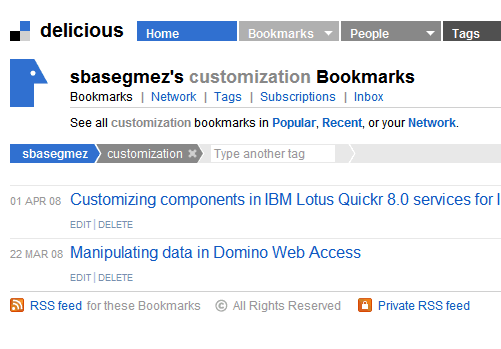 delicious Home Bookmarks People Tags
sbasegmez's customization Bookmarks
Bookmarks | Network | Tags | Subscriptions | Inbox
See all customization bookmarks in Popular, Recent, or your Network.
sbasegmez customization Type another tag
01 APR 08 Customizing components in IBM Lotus Quickr 8.0 services for
EDIT | DELETE
22 MAR 08 Manipulating data in Domino Web Access
EDIT | DELETE
RSS feed for these Bookmarks © All Rights Reserved Private RSS feed